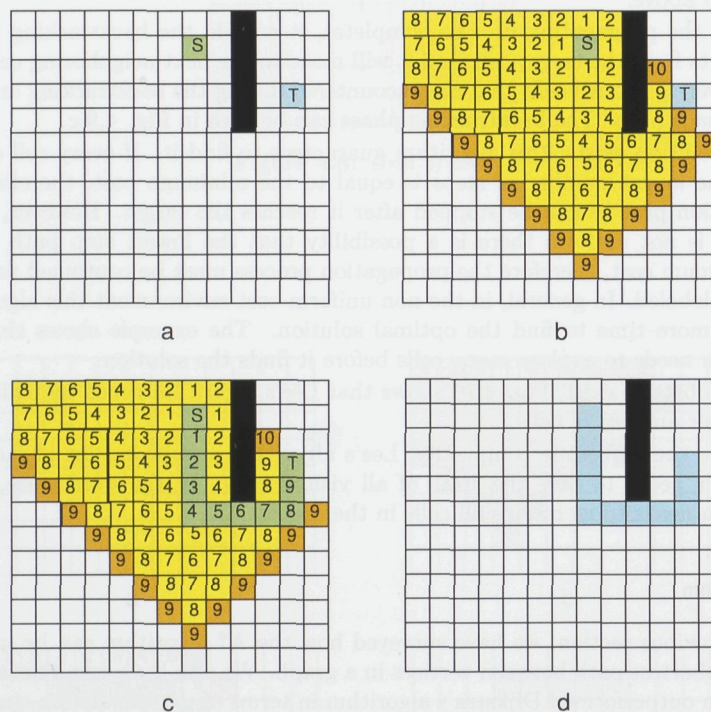 S
T
a
8 7 6 5 4 3 2 1 2
7 6 5 4 3 2 1 S 1
8 7 6 5 4 3 2 1 2 10
9 8 7 6 5 4 3 2 3 9 T
9 8 7 6 5 4 3 4 8 9
9 8 7 6 5 4 5 6 7 8 9
9 8 7 6 5 6 7 8 9
9 8 7 6 7 8 9
9 8 7 8 9
9 8 9
9
b
8 7 6 5 4 3 2 1 2
7 6 5 4 3 2 1 S 1
8 7 6 5 4 3 2 1 2 10
9 8 7 6 5 4 3 2 3 9 T
9 8 7 6 5 4 3 4 8 9
9 8 7 6 5 4 5 6 7 8 9
9 8 7 6 5 6 7 8 9
9 8 7 6 7 8 9
9 8 7 8 9
9 8 9
9
c
d